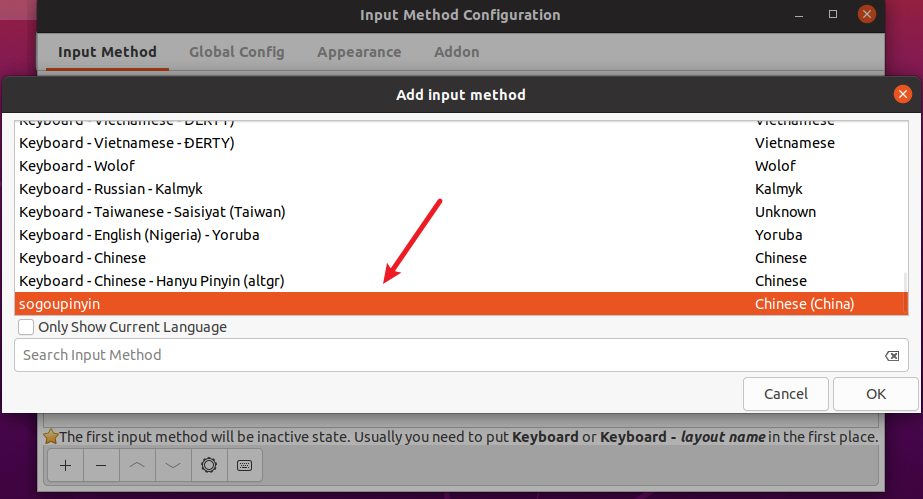 Input Method Configuration
Input Method Global Config Appearance Addon
Add input method
Keyboard - Vietnamese - ĐERTY) Vietnamese
Keyboard - Vietnamese - ĐERTY) Vietnamese
Keyboard - Wolof Wolof
Keyboard - Russian - Kalmyk Kalmyk
Keyboard - Taiwanese - Saisiyat (Taiwan) Unknown
Keyboard - English (Nigeria) - Yoruba Yoruba
Keyboard - Chinese Chinese
Keyboard - Chinese - Hanyu Pinyin (altgr) Chinese
sogoupinyin Chinese (China)
Only Show Current Language
Search Input Method
Cancel OK
The first input method will be inactive state. Usually you need to put Keyboard or Keyboard - layout name in the first place.